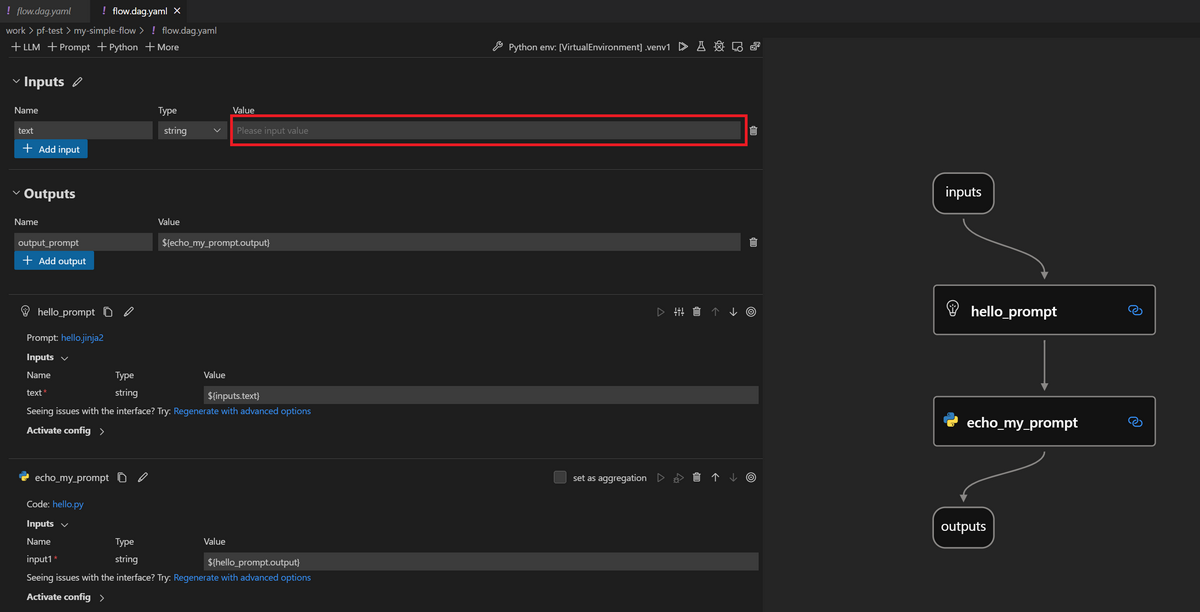 ! flow.dag.yaml ! flow.dag.yaml ×
work > pf-test > my-simple-flow > ! flow.dag.yaml
+ LLM + Prompt + Python + More Python env: [VirtualEnvironment] .venv1
Inputs
Name Type Value
text string Please input value
+ Add input
Outputs
Name Value
output_prompt ${echo_my_prompt.output}
+ Add output
hello_prompt
Prompt: hello.jinja2
Inputs
Name Type Value
text* string ${inputs.text}
Seeing issues with the interface? Try: Regenerate with advanced options
Activate config >
echo_my_prompt set as aggregation
Code: hello.py
Inputs
Name Type Value
input1* string ${hello_prompt.output}
Seeing issues with the interface? Try: Regenerate with advanced options
Activate config >
inputs
hello_prompt
echo_my_prompt
outputs